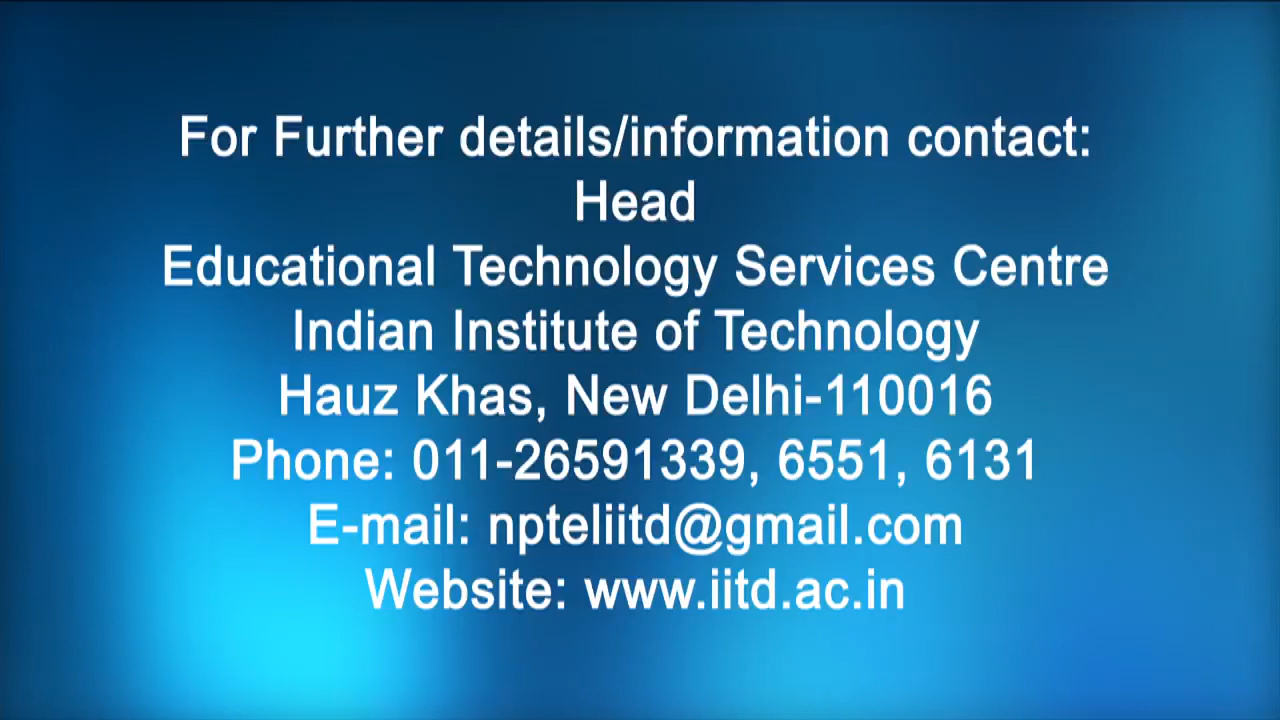 For Further details/information contact:
Head
Educational Technology Services Centre
Indian Institute of Technology
Hauz Khas, New Delhi-110016
Phone: 011-26591339, 6551, 6131
E-mail: npteliitd@gmail.com
Website: www.iitd.ac.in